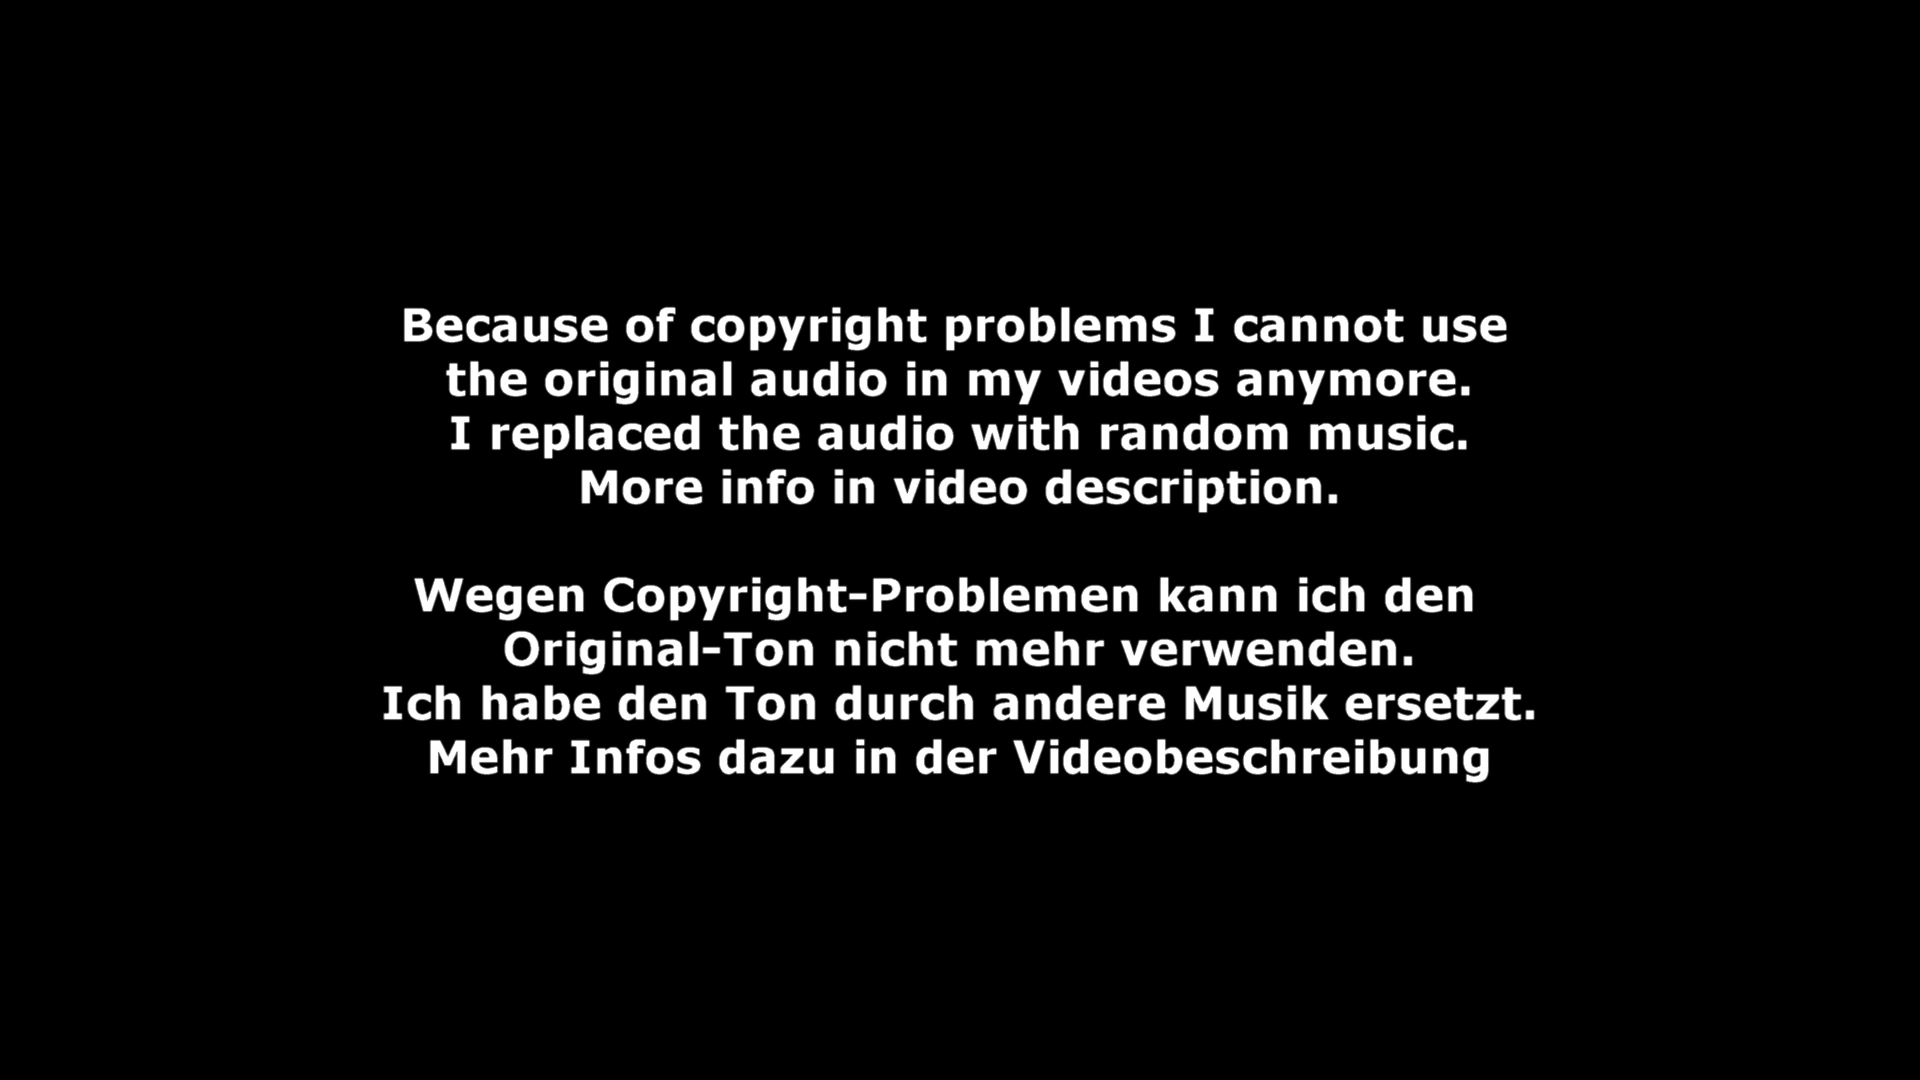 Because of copyright problems I cannot use
the original audio in my videos anymore.
I replaced the audio with random music.
More info in video description.
Wegen Copyright-Problemen kann ich den
Original-Ton nicht mehr verwenden.
Ich habe den Ton durch andere Musik ersetzt.
Mehr Infos dazu in der Videobeschreibung